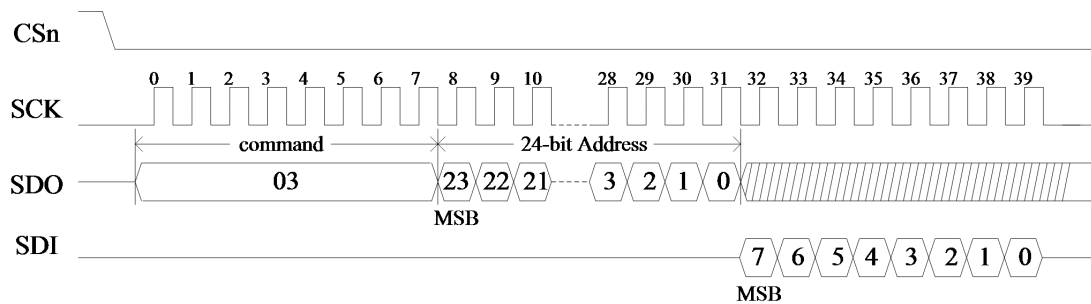 CSn
0 1 2 3 4 5 6 7 8 9 10 28 29 30 31 32 33 34 35 36 37 38 39
SCK
command 24-bit Address
SDO 03 23 22 21 3 2 1 0
MSB
SDI 7 6 5 4 3 2 1 0
MSB